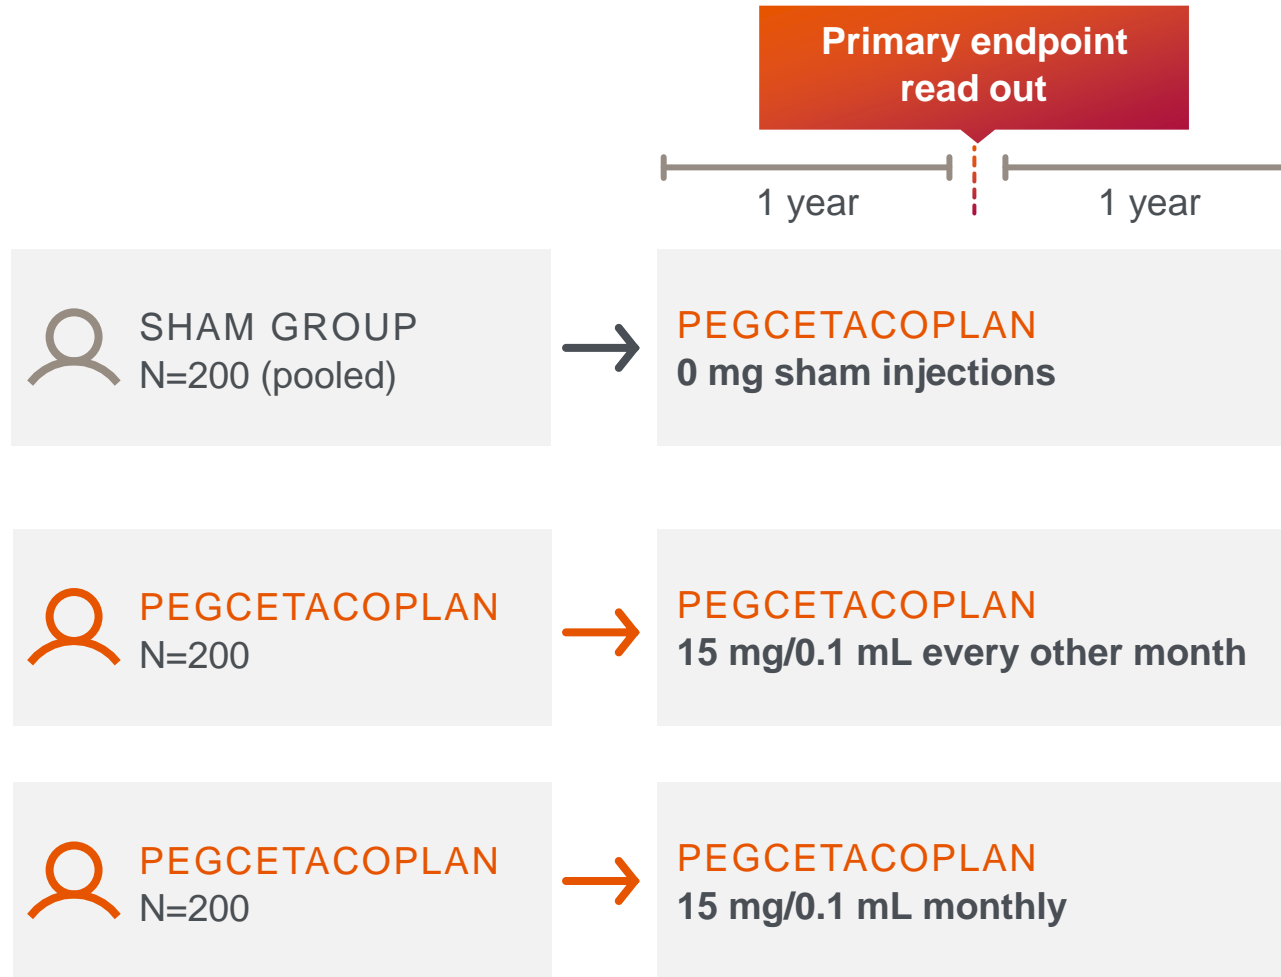 Primary endpoint
read out
1 year
1 year
SHAM GROUP
N=200 (pooled)
PEGCETACOPLAN
0 mg sham injections
PEGCETACOPLAN
N=200
PEGCETACOPLAN
15 mg/0.1 mL every other month
PEGCETACOPLAN
N=200
PEGCETACOPLAN
15 mg/0.1 mL monthly